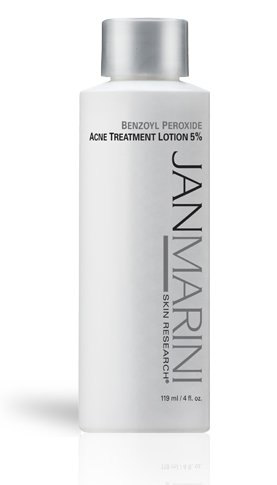 BENZOYL PEROXIDE
ACNE TREATMENT LOTION 5%
JANMARINI
SKIN RESEARCH®
119 ml / 4 fl. oz.